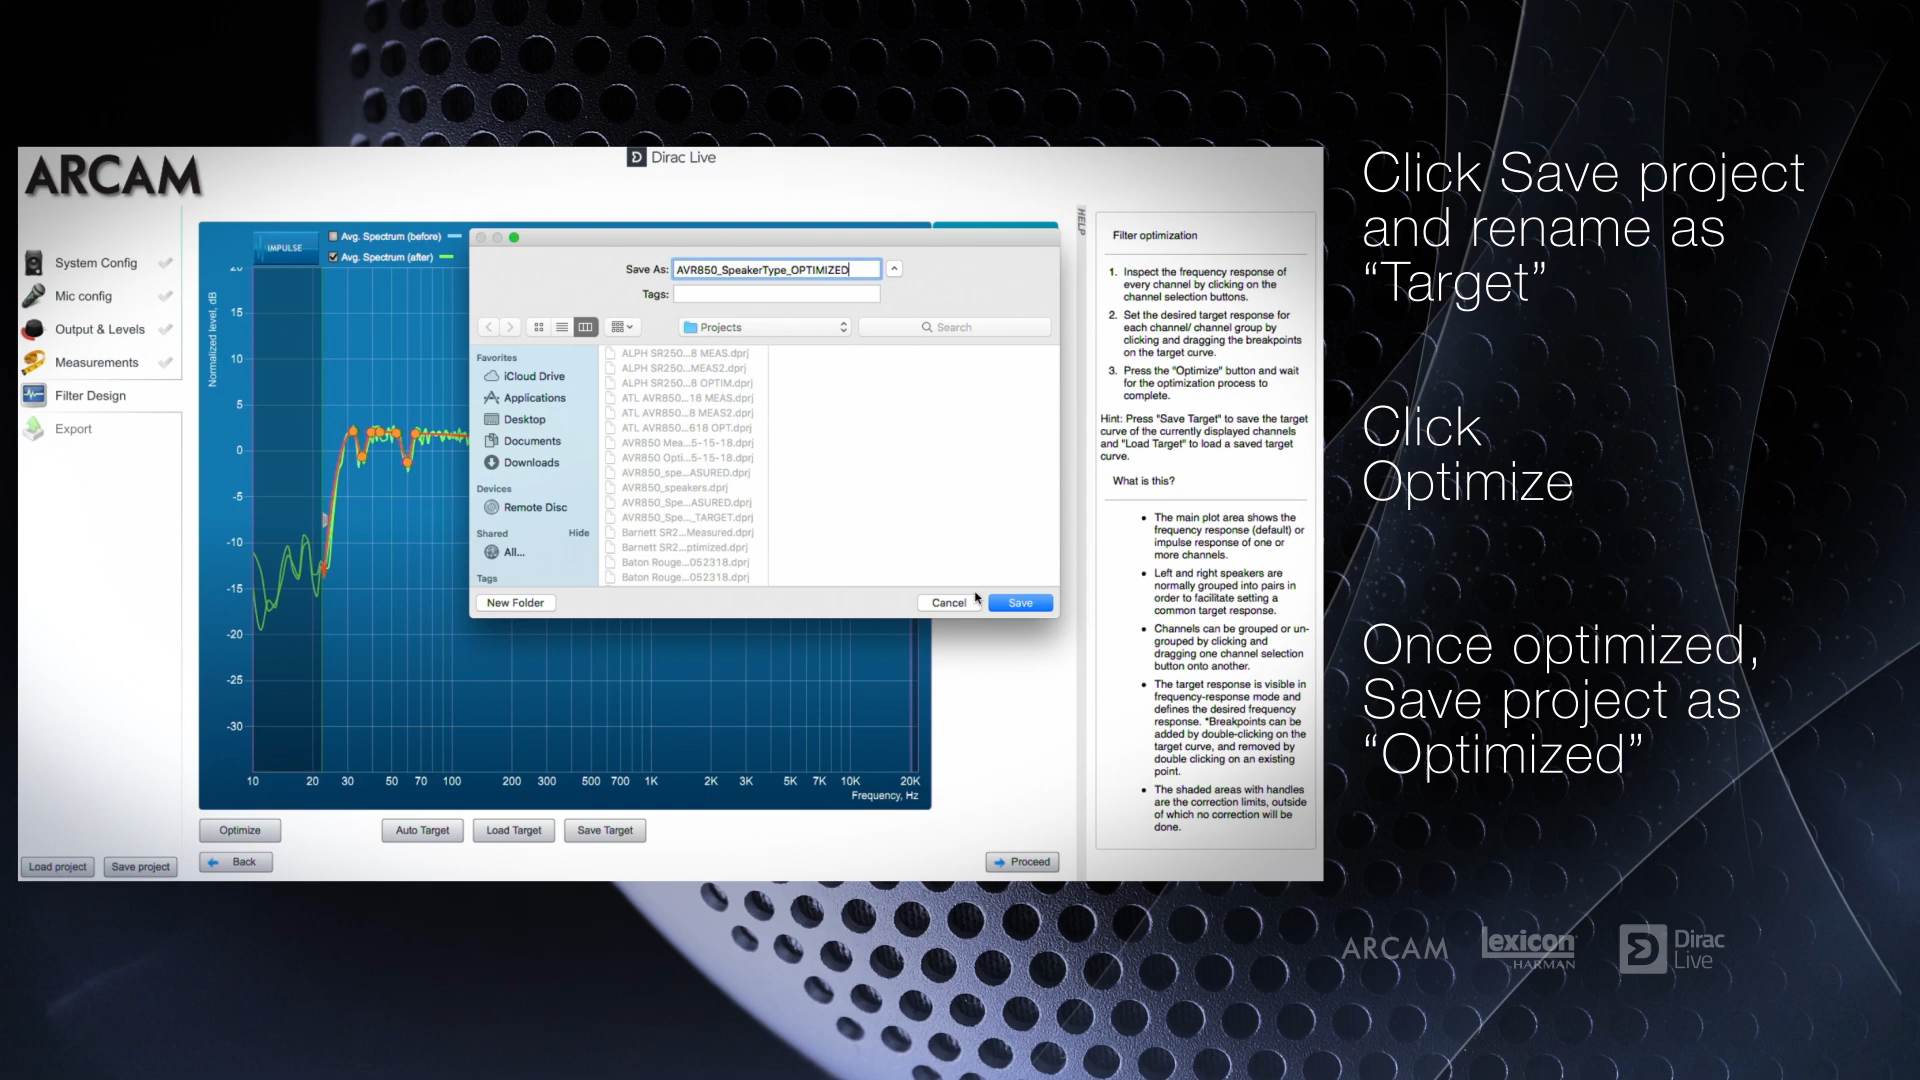 ARCAM
Dirac Live
System Config
Mic config
Output & Levels
Measurements
Filter Design
Export
Load project
Save project
IMPULSE
Avg. Spectrum (before)
Avg. Spectrum (after)
Normalized level, dB
20
15
10
5
0
-5
-10
-15
-20
-25
-30
10 20 30 50 70 100 200 300 500 700 1K 2K 3K 5K 7K 10K 20K
Frequency, Hz
Save As: AVR850_SpeakerType_OPTIMIZED
Tags:
Projects
Search
Favorites
iCloud Drive
Applications
Desktop
Documents
Downloads
Devices
Remote Disc
Shared Hide
All...
Tags
ALPH SR250...8 MEAS.dprj
ALPH SR250...MEAS2.dprj
ALPH SR250...8 OPTIM.dprj
ATL AVR850...18 MEAS.dprj
ATL AVR850...8 MEAS2.dprj
ATL AVR850...618 OPT.dprj
AVR850 Mea...5-15-18.dprj
AVR850 Opti...5-15-18.dprj
AVR850_spe...ASURED.dprj
AVR850_speakers.dprj
AVR850_Spe...ASURED.dprj
AVR850_Spe..._TARGET.dprj
Barnett SR2...Measured.dprj
Barnett SR2...ptimized.dprj
Baton Rouge...052318.dprj
Baton Rouge...052318.dprj
New Folder
Cancel
Save
Optimize
Auto Target
Load Target
Save Target
Back
Proceed
HELP
Filter optimization
1. Inspect the frequency response of
every channel by clicking on the
channel selection buttons.
2. Set the desired target response for
each channel/ channel group by
clicking and dragging the breakpoints
on the target curve.
3. Press the "Optimize" button and wait
for the optimization process to
complete.
Hint: Press "Save Target" to save the target
curve of the currently displayed channels
and "Load Target" to load a saved target
curve.
What is this?
• The main plot area shows the
frequency response (default) or
impulse response of one or
more channels.
• Left and right speakers are
normally grouped into pairs in
order to facilitate setting a
common target response.
• Channels can be grouped or un-
grouped by clicking and
dragging one channel selection
button onto another.
• The target response is visible in
frequency-response mode and
defines the desired frequency
response. *Breakpoints can be
added by double-clicking on the
target curve, and removed by
double clicking on an existing
point.
• The shaded areas with handles
are the correction limits, outside
of which no correction will be
done.
Click Save project
and rename as
“Target”
Click
Optimize
Once optimized,
Save project as
“Optimized”
ARCAM
lexicon
HARMAN
Dirac
Live